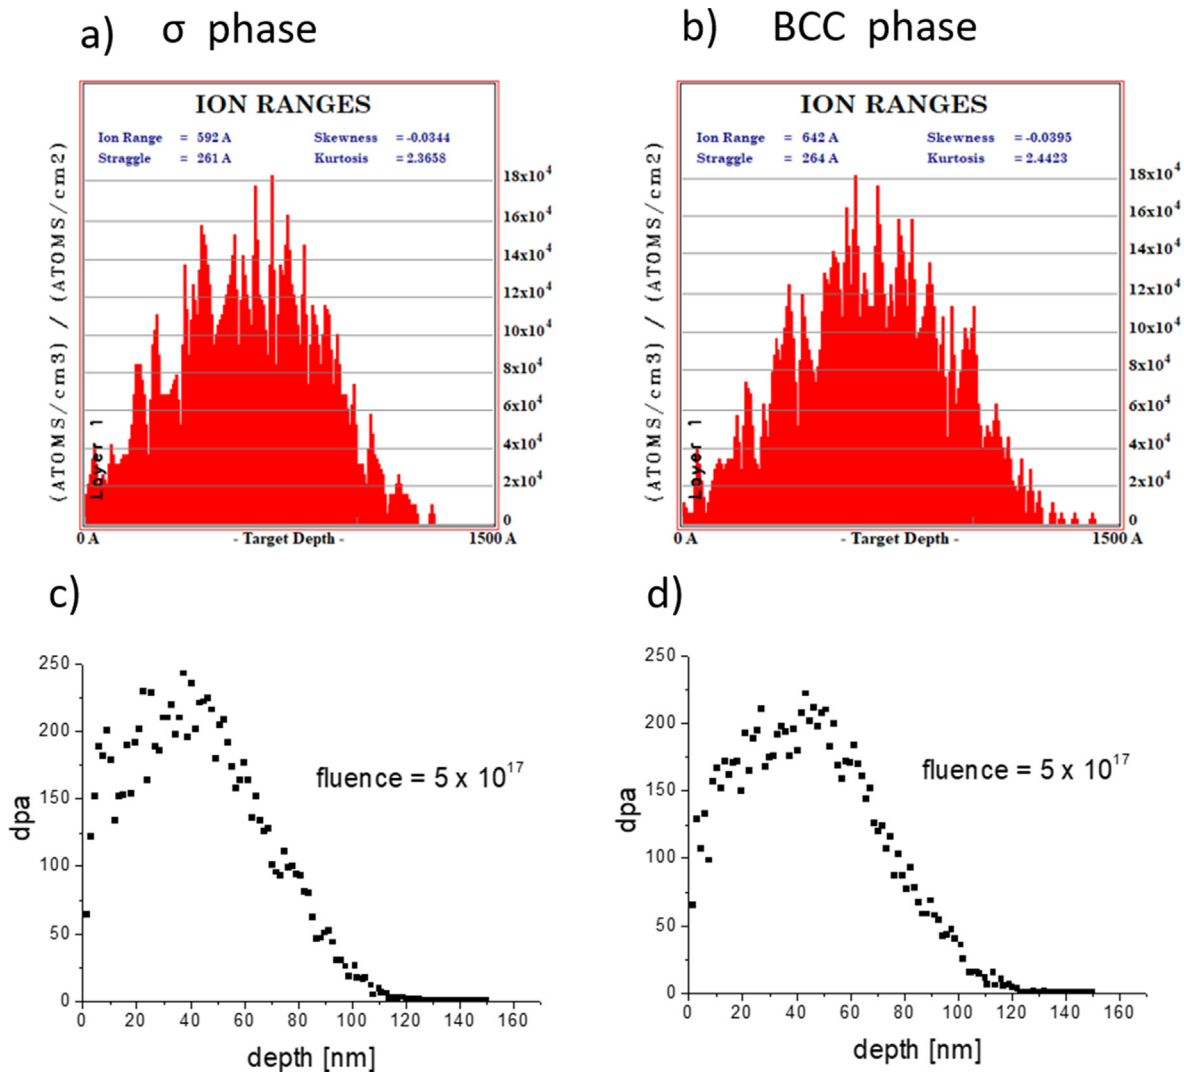 a) σ phase
b) BCC phase
ION RANGES
Ion Range = 592 A Skewness = -0.0344
Straggle = 261 A Kurtosis = 2.3658
(ATOMS/cm3) / (ATOMS/cm2)
18x10⁴
16x10⁴
14x10⁴
12x10⁴
10x10⁴
8x10⁴
6x10⁴
4x10⁴
2x10⁴
0
Layer 1
0 A - Target Depth - 1500 A
ION RANGES
Ion Range = 642 A Skewness = -0.0395
Straggle = 264 A Kurtosis = 2.4423
(ATOMS/cm3) / (ATOMS/cm2)
18x10⁴
16x10⁴
14x10⁴
12x10⁴
10x10⁴
8x10⁴
6x10⁴
4x10⁴
2x10⁴
0
Layer 1
0 A - Target Depth - 1500 A
c)
250
200
150
100
50
0
dpa
fluence = 5 x 10¹⁷
0 20 40 60 80 100 120 140 160
depth [nm]
d)
250
200
150
100
50
0
dpa
fluence = 5 x 10¹⁷
0 20 40 60 80 100 120 140 160
depth [nm]